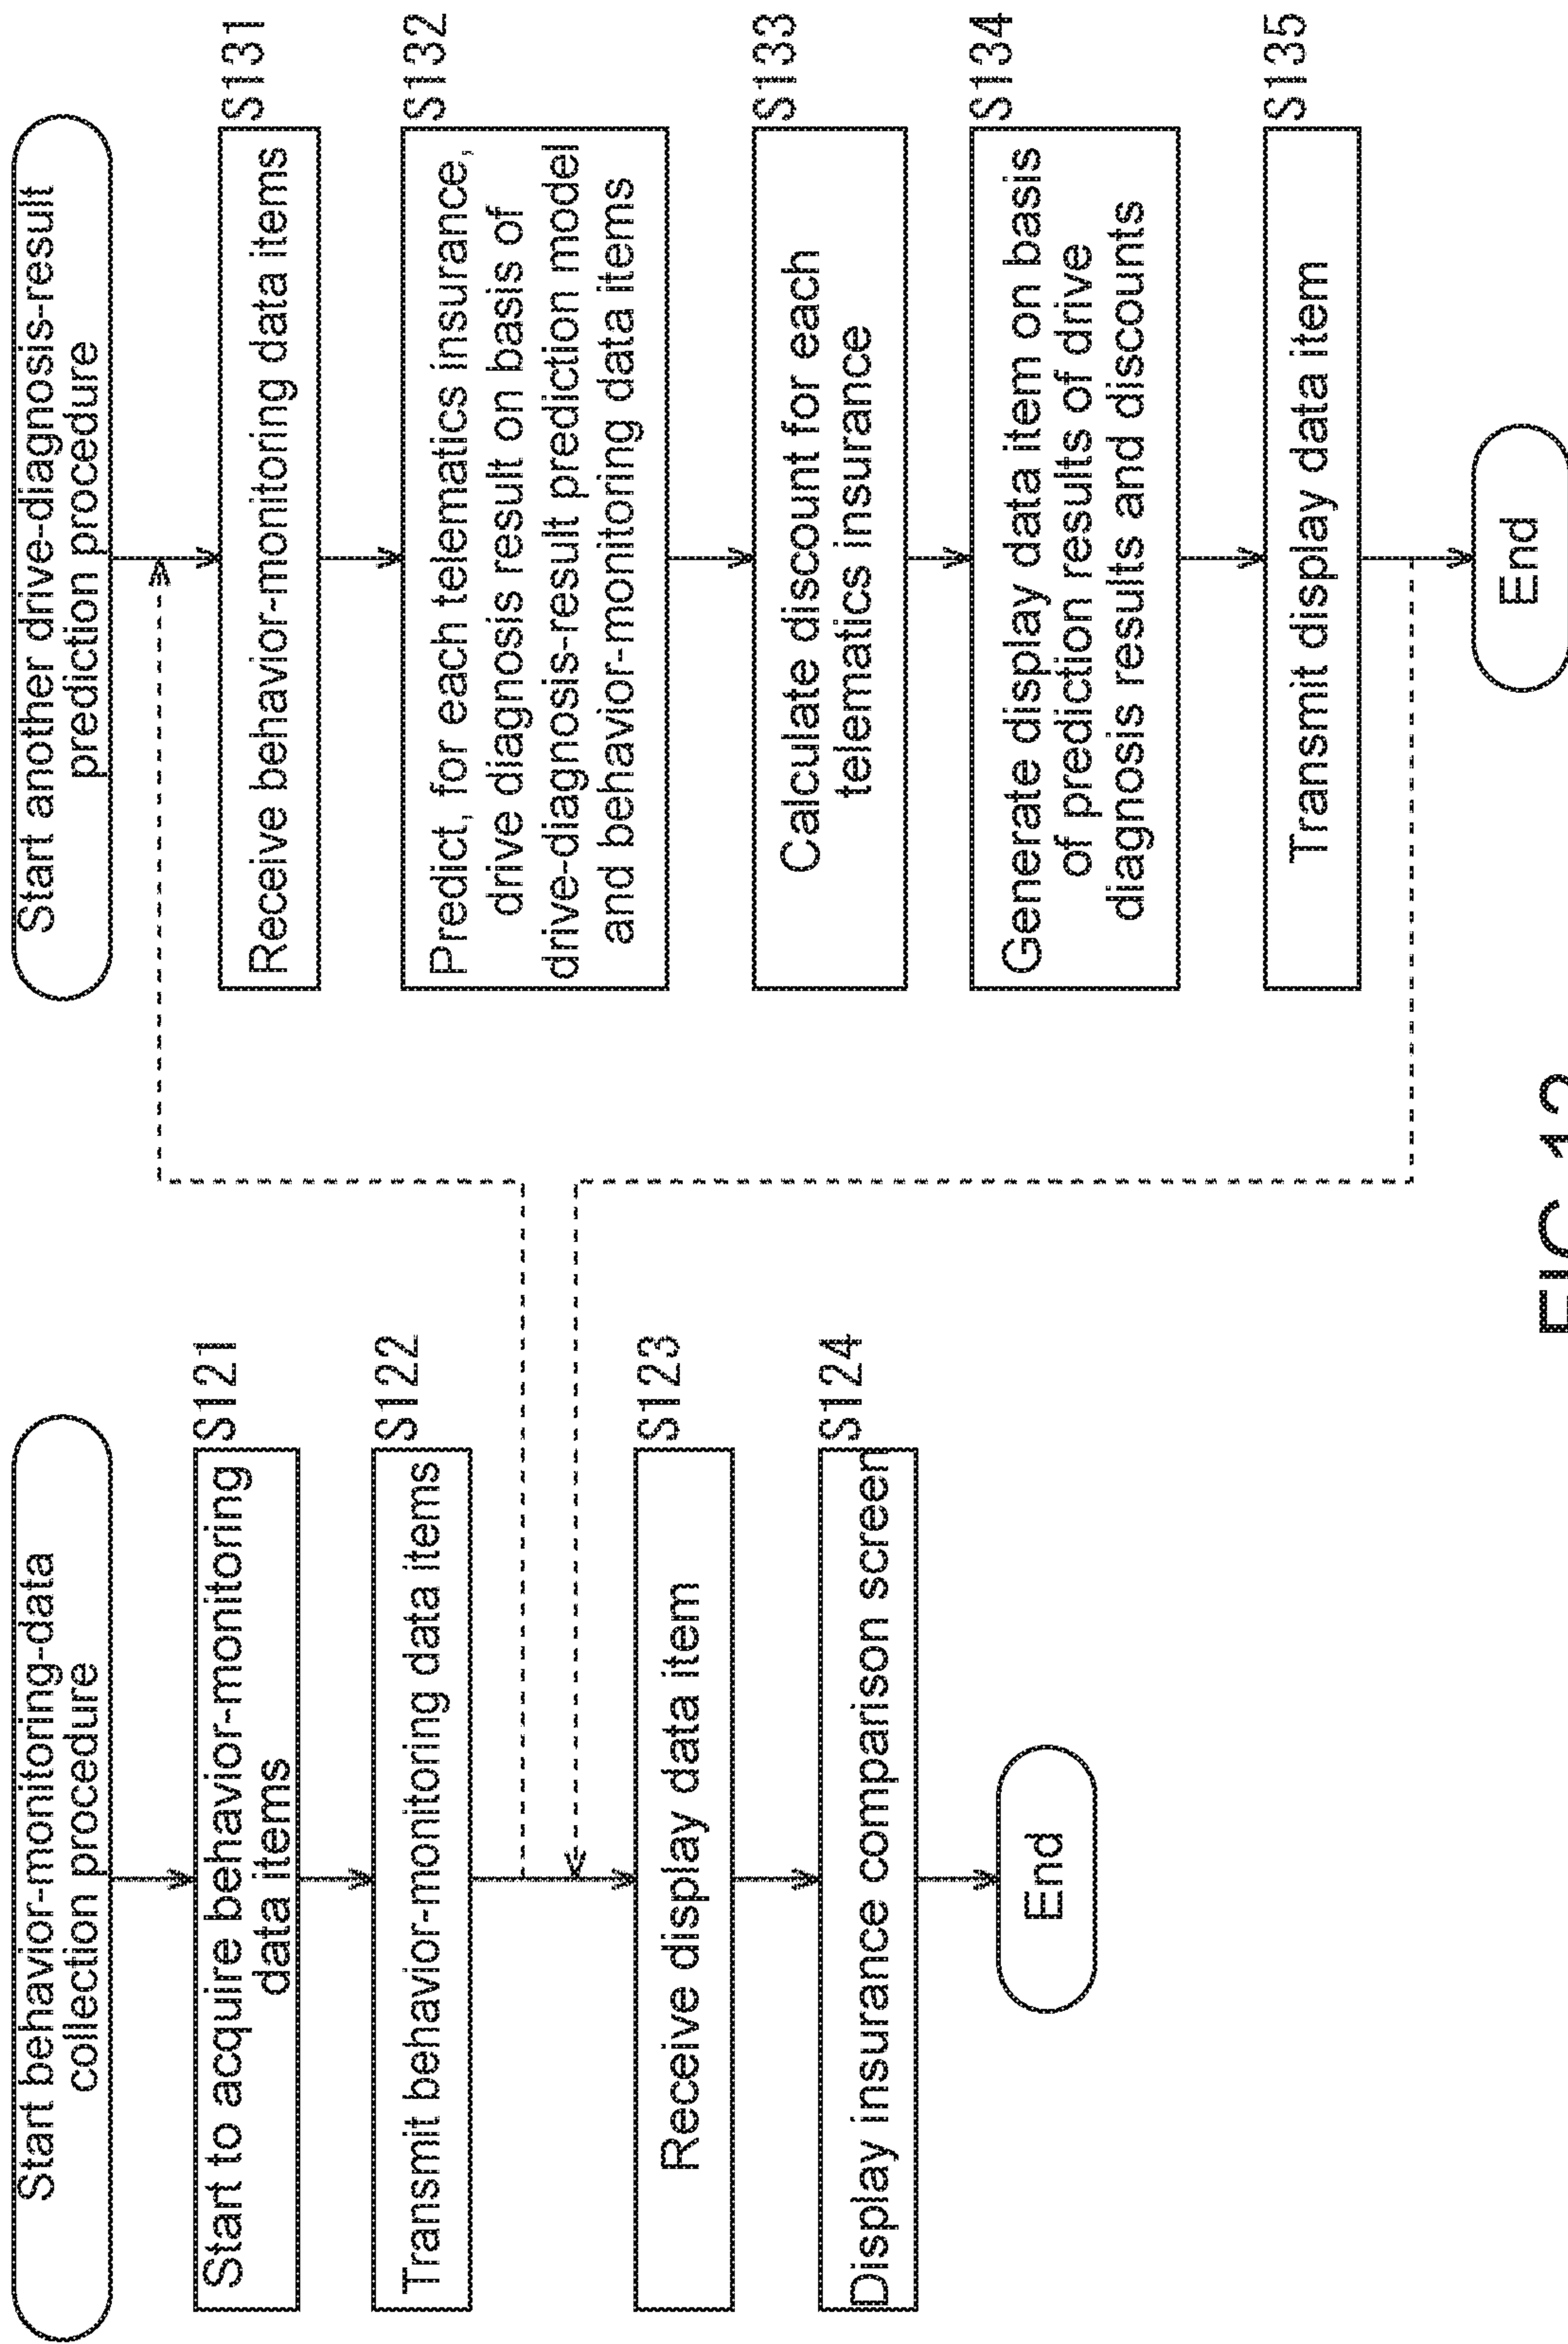 Start behavior-monitoring-data
collection procedure
S121
Start to acquire behavior-monitoring
data items
S122
Transmit behavior-monitoring data items
S123
Receive display data item
S124
Display insurance comparison screen
End
Start another drive-diagnosis-result
prediction procedure
S131
Receive behavior-monitoring data items
S132
Predict, for each telematics insurance,
drive diagnosis result on basis of
drive-diagnosis-result prediction model
and behavior-monitoring data items
S133
Calculate discount for each
telematics insurance
S134
Generate display data item on basis
of prediction results of drive
diagnosis results and discounts
S135
Transmit display data item
End